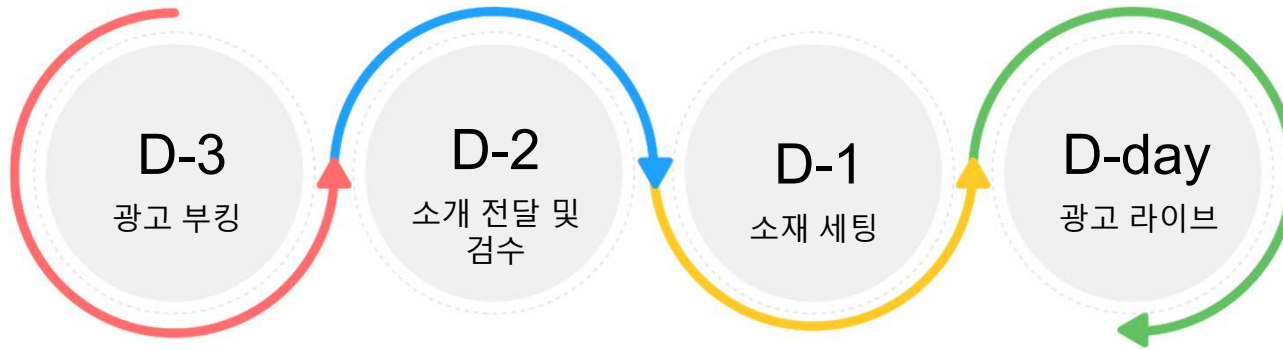 D-3
광고 부킹
D-2
소개 전달 및
검수
D-1
소재 세팅
D-day
광고 라이브